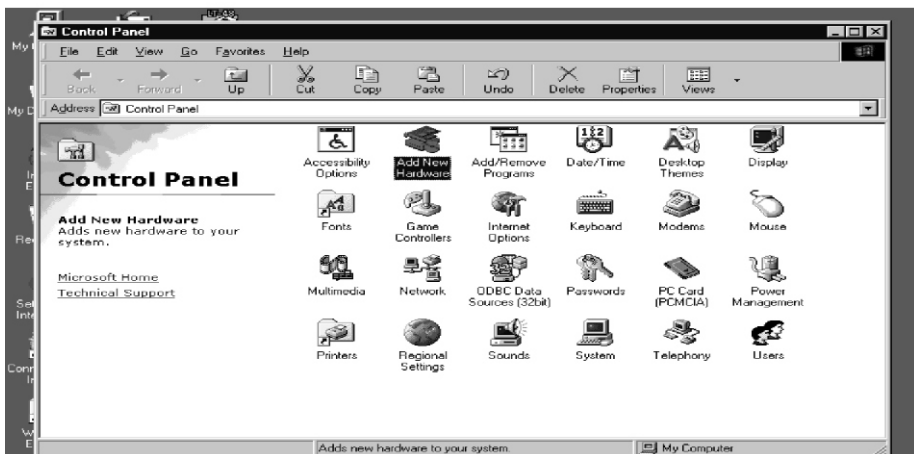 Control Panel
File Edit View Go Favorites Help
Back Forward Up Cut Copy Paste Undo Delete Properties Views
Address Control Panel
Control Panel
Add New Hardware
Adds new hardware to your
system.
Microsoft Home
Technical Support
Accessibility
Options
Add New
Hardware
Add/Remove
Programs
Date/Time
Desktop
Themes
Display
Fonts
Game
Controllers
Internet
Options
Keyboard
Modems
Mouse
Multimedia
Network
ODBC Data
Sources (32bit)
Passwords
PC Card
(PCMCIA)
Power
Management
Printers
Regional
Settings
Sounds
System
Telephony
Users
Adds new hardware to your system.
My Computer
My